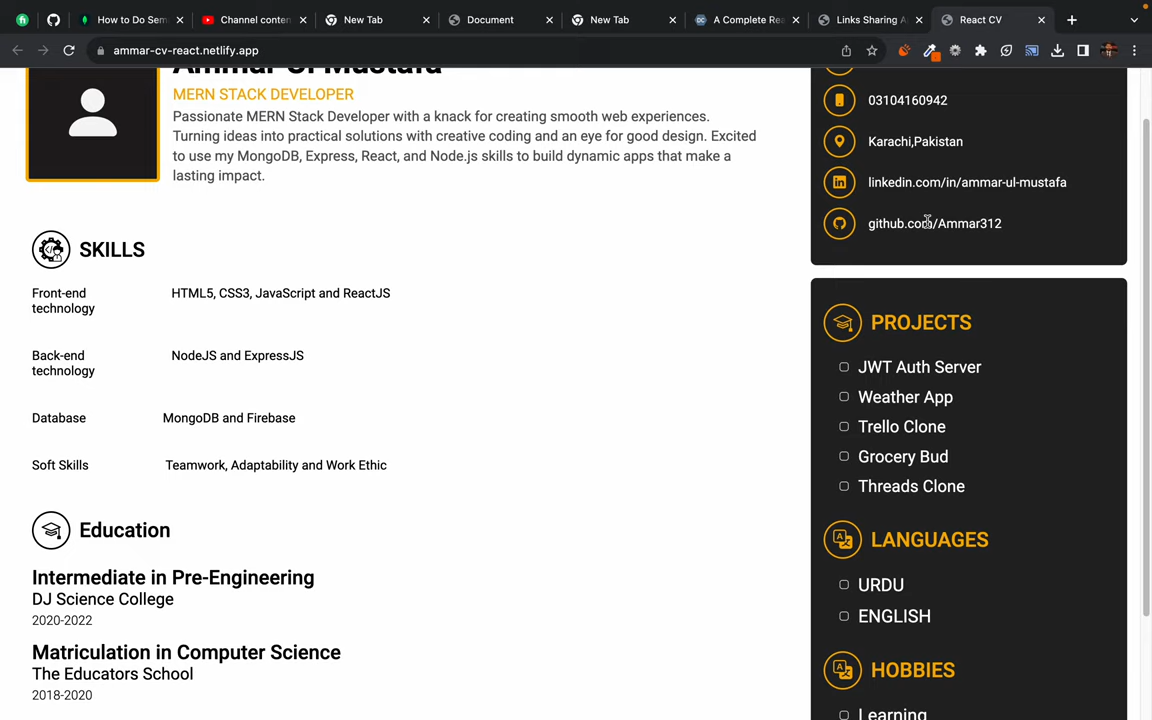 How to Do Sem
Channel conten
New Tab
Document
New Tab
A Complete Rea
Links Sharing A
React CV
ammar-cv-react.netlify.app
Ammar Ul Mustafa
MERN STACK DEVELOPER
Passionate MERN Stack Developer with a knack for creating smooth web experiences.
Turning ideas into practical solutions with creative coding and an eye for good design. Excited
to use my MongoDB, Express, React, and Node.js skills to build dynamic apps that make a
lasting impact.
SKILLS
Front-end
technology
HTML5, CSS3, JavaScript and ReactJS
Back-end
technology
NodeJS and ExpressJS
Database
MongoDB and Firebase
Soft Skills
Teamwork, Adaptability and Work Ethic
Education
Intermediate in Pre-Engineering
DJ Science College
2020-2022
Matriculation in Computer Science
The Educators School
2018-2020
03104160942
Karachi,Pakistan
linkedin.com/in/ammar-ul-mustafa
github.com/Ammar312
PROJECTS
JWT Auth Server
Weather App
Trello Clone
Grocery Bud
Threads Clone
LANGUAGES
URDU
ENGLISH
HOBBIES
Learning